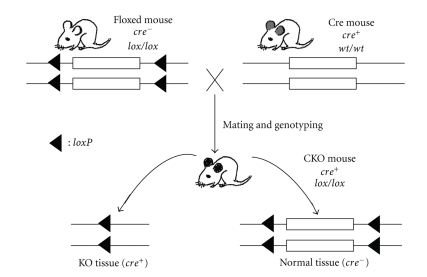 Floxed mouse
cre⁻
lox/lox
Cre mouse
cre⁺
wt/wt
Mating and genotyping
: loxP
CKO mouse
cre⁺
lox/lox
KO tissue (cre⁺)
Normal tissue (cre⁻)